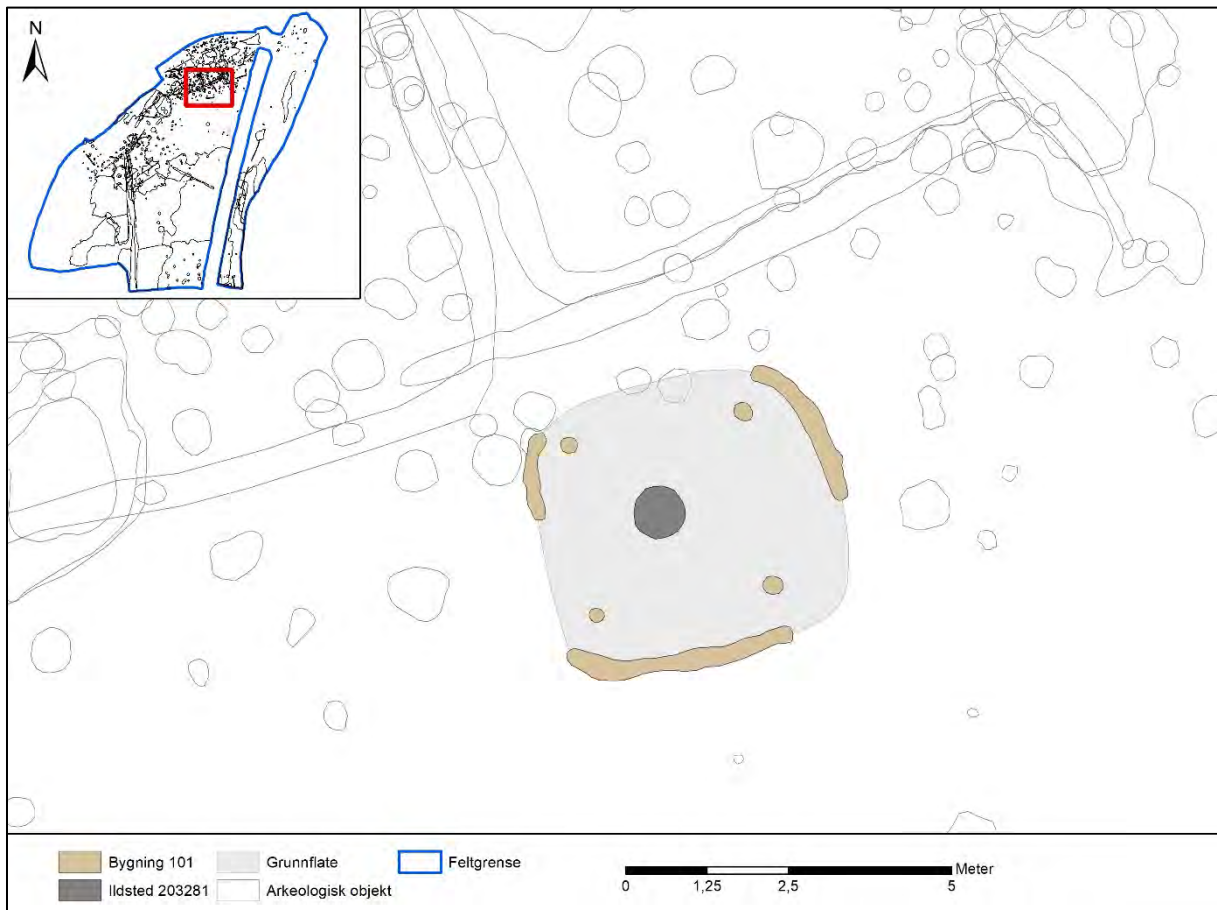 N
Bygning 101
Grunnflate
Feltgrense
Meter
Ildsted 203281
Arkeologisk objekt
0 1,25 2,5 5